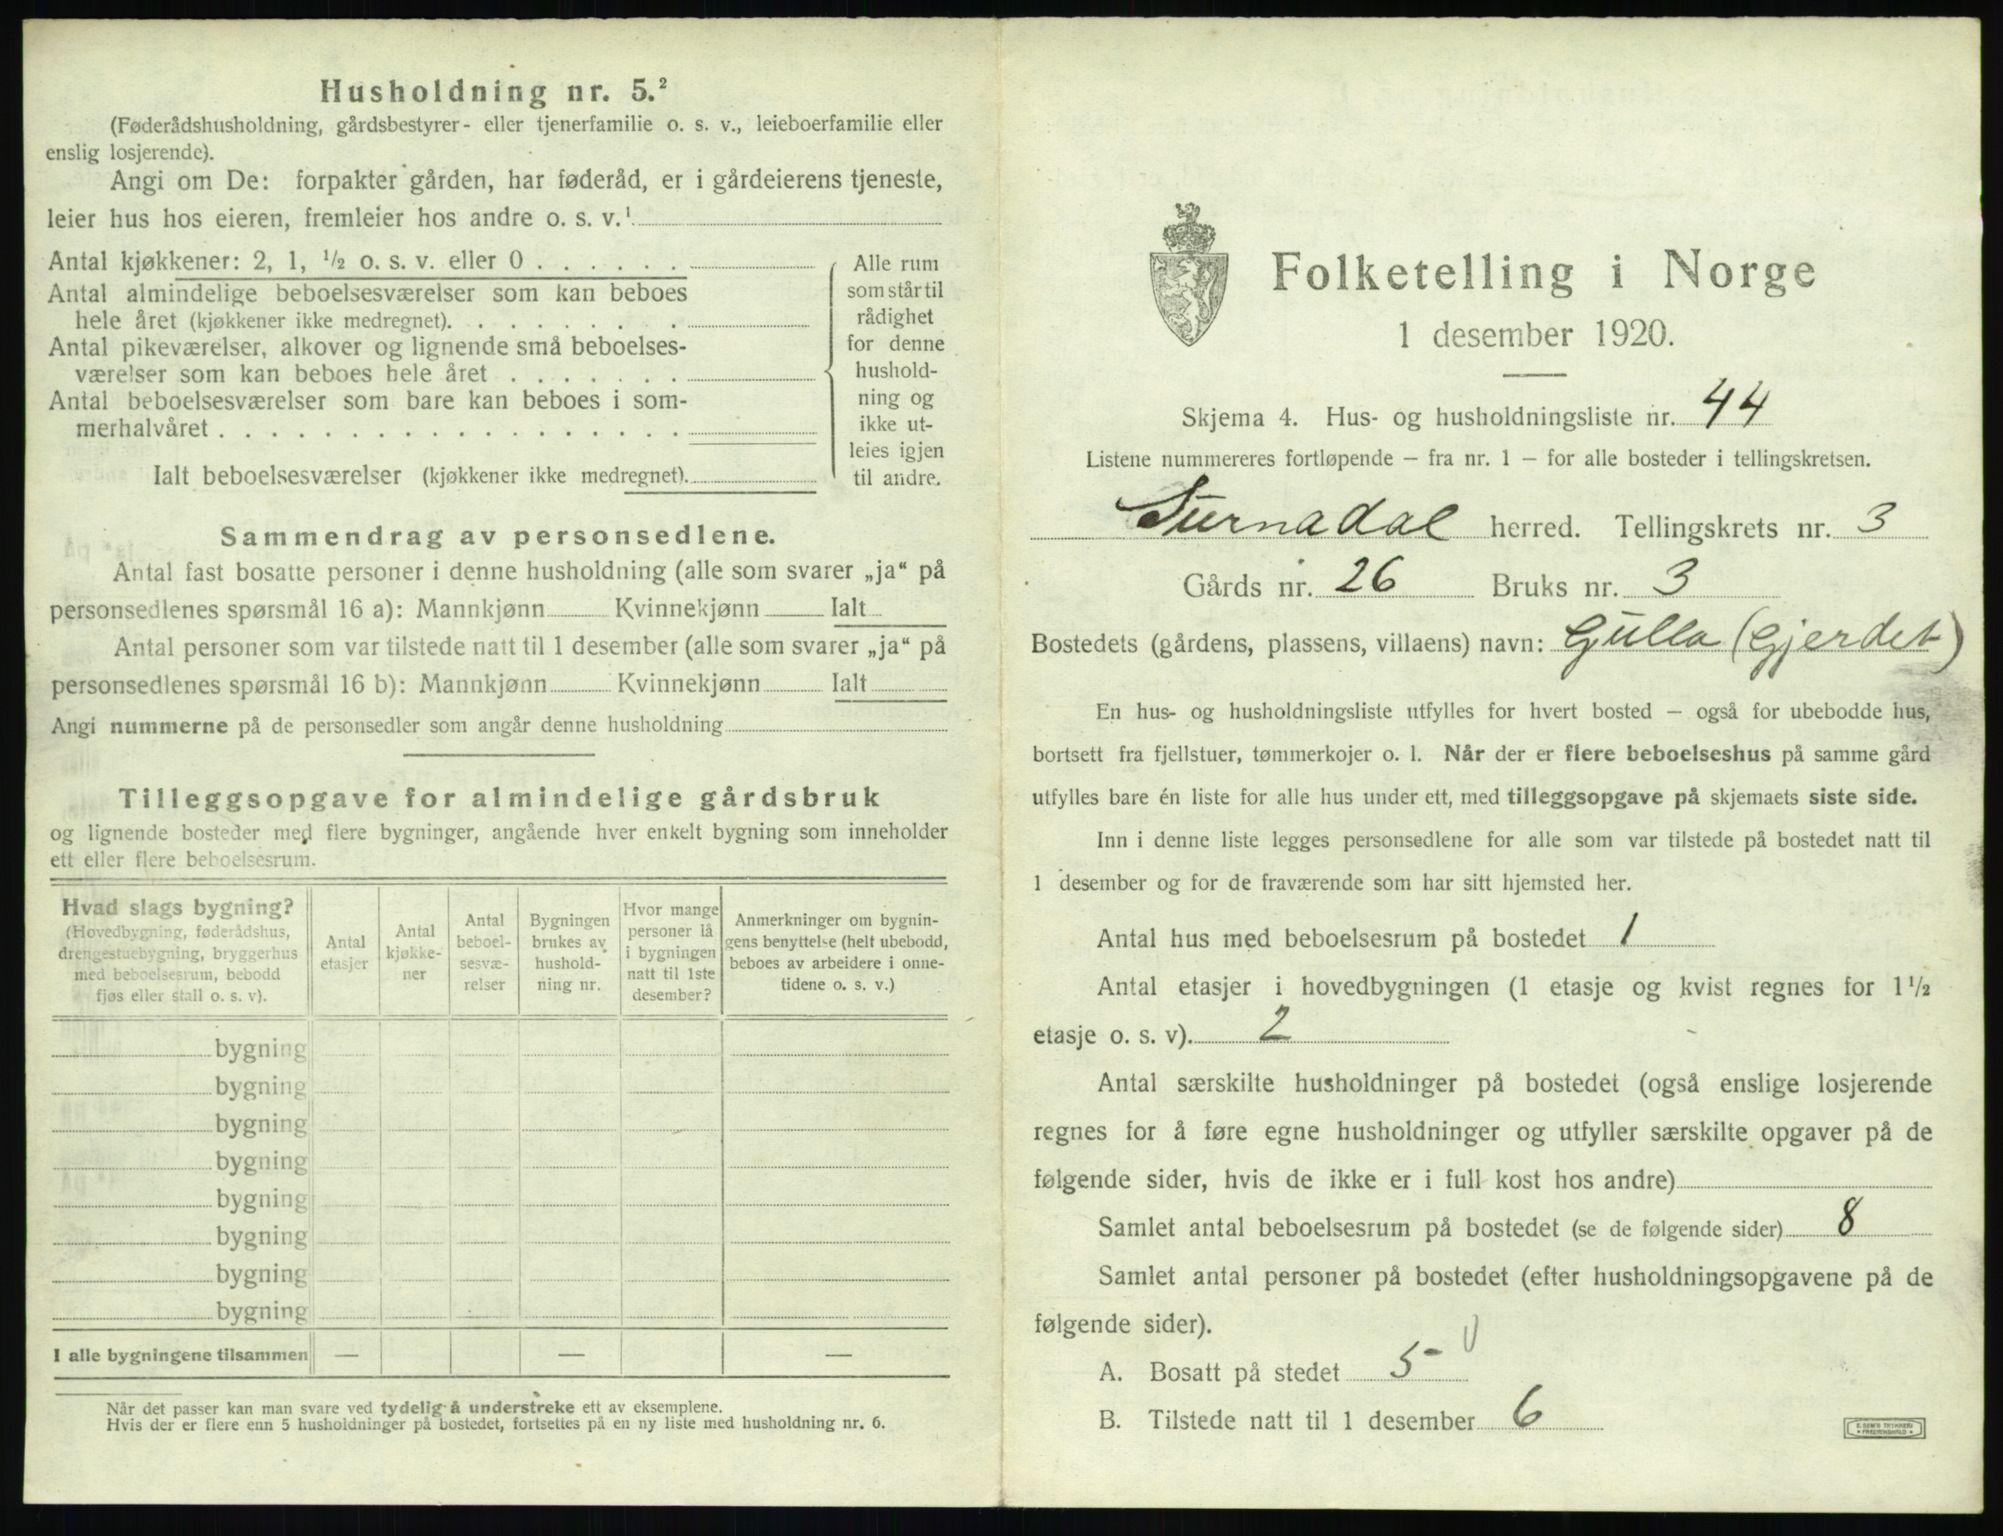 Husholdning nr. 5.²
(Føderådshusholdning, gårdsbestyrer- eller tjenerfamilie o. s. v., leieboerfamilie eller
enslig losjerende).
Angi om De: forpakter gården, har føderåd, er i gårdeierens tjeneste,
leier hus hos eieren, fremleier hos andre o. s. v.¹
Antal kjøkkener: 2, 1, ½ o. s. v. eller 0 . . . . . .
Antal almindelige beboelsesværelser som kan beboes
hele året (kjøkkener ikke medregnet). . . . . . . .
Antal pikeværelser, alkover og lignende små beboelses-
værelser som kan beboes hele året . . . . . . .
Antal beboelsesværelser som bare kan beboes i som-
merhalvåret . . . . . . . . . . . . . . . . . .
Ialt beboelsesværelser (kjøkkener ikke medregnet).
Alle rum
som står til
rådighet
for denne
hushold-
ning og
ikke ut-
leies igjen
til andre.
Sammendrag av personsedlene.
Antal fast bosatte personer i denne husholdning (alle som svarer „ja“ på
personsedlenes spørsmål 16 a): Mannkjønn Kvinnekjønn Ialt
Antal personer som var tilstede natt til 1 desember (alle som svarer „ja“ på
personsedlenes spørsmål 16 b): Mannkjønn Kvinnekjønn Ialt
Angi nummerne på de personsedler som angår denne husholdning
Tilleggsopgave for almindelige gårdsbruk
og lignende bosteder med flere bygninger, angående hver enkelt bygning som inneholder
ett eller flere beboelsesrum.
Hvad slags bygning?
(Hovedbygning, føderådshus,
drengestuebygning, bryggerhus
med beboelsesrum, bebodd
fjøs eller stall o. s. v).
Antal
etasjer
Antal
kjøkke-
ner
Antal
beboel-
sesvæ-
relser
Bygningen
brukes av
hushold-
ning nr.
Hvor mange
personer lå
i bygningen
natt til 1ste
desember?
Anmerkninger om bygnin-
gens benyttelse (helt ubebodd,
beboes av arbeidere i onne-
tidene o. s. v.)
bygning
bygning
bygning
bygning
bygning
bygning
bygning
bygning
I alle bygningene tilsammen — — —
Når det passer kan man svare ved tydelig å understreke ett av eksemplene.
Hvis der er flere enn 5 husholdninger på bostedet, fortsettes på en ny liste med husholdning nr. 6.
Folketelling i Norge
1 desember 1920.
Skjema 4. Hus- og husholdningsliste nr. 44
Listene nummereres fortløpende – fra nr. 1 – for alle bosteder i tellingskretsen.
Surnadal herred. Tellingskrets nr. 3
Gårds nr. 26 Bruks nr. 3
Bostedets (gårdens, plassens, villaens) navn: Gulla (Gjerdet)
En hus- og husholdningsliste utfylles for hvert bosted – også for ubebodde hus,
bortsett fra fjellstuer, tømmerkojer o. l. Når der er flere beboelseshus på samme gård
utfylles bare én liste for alle hus under ett, med tilleggsopgave på skjemaets siste side.
Inn i denne liste legges personsedlene for alle som var tilstede på bostedet natt til
1 desember og for de fraværende som har sitt hjemsted her.
Antal hus med beboelsesrum på bostedet 1
Antal etasjer i hovedbygningen (1 etasje og kvist regnes for 1½
etasje o. s. v). 2
Antal særskilte husholdninger på bostedet (også enslige losjerende
regnes for å føre egne husholdninger og utfyller særskilte opgaver på de
følgende sider, hvis de ikke er i full kost hos andre)
Samlet antal beboelsesrum på bostedet (se de følgende sider) 8
Samlet antal personer på bostedet (efter husholdningsopgavene på de
følgende sider).
A. Bosatt på stedet 5
B. Tilstede natt til 1 desember 6
E. SEM'S TRYKKERI
FREDRIKSHALD